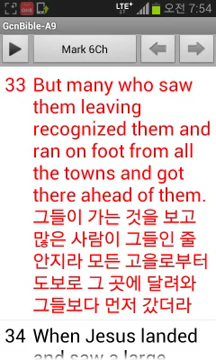 LTE 오전 7:54
GcnBible-A9
Mark 6Ch
33 But many who saw
them leaving
recognized them and
ran on foot from all
the towns and got
there ahead of them.
그들이 가는 것을 보고
많은 사람이 그들인 줄
안지라 모든 고을로부터
도보로 그 곳에 달려와
그들보다 먼저 갔더라
34 When Jesus landed
and saw a large